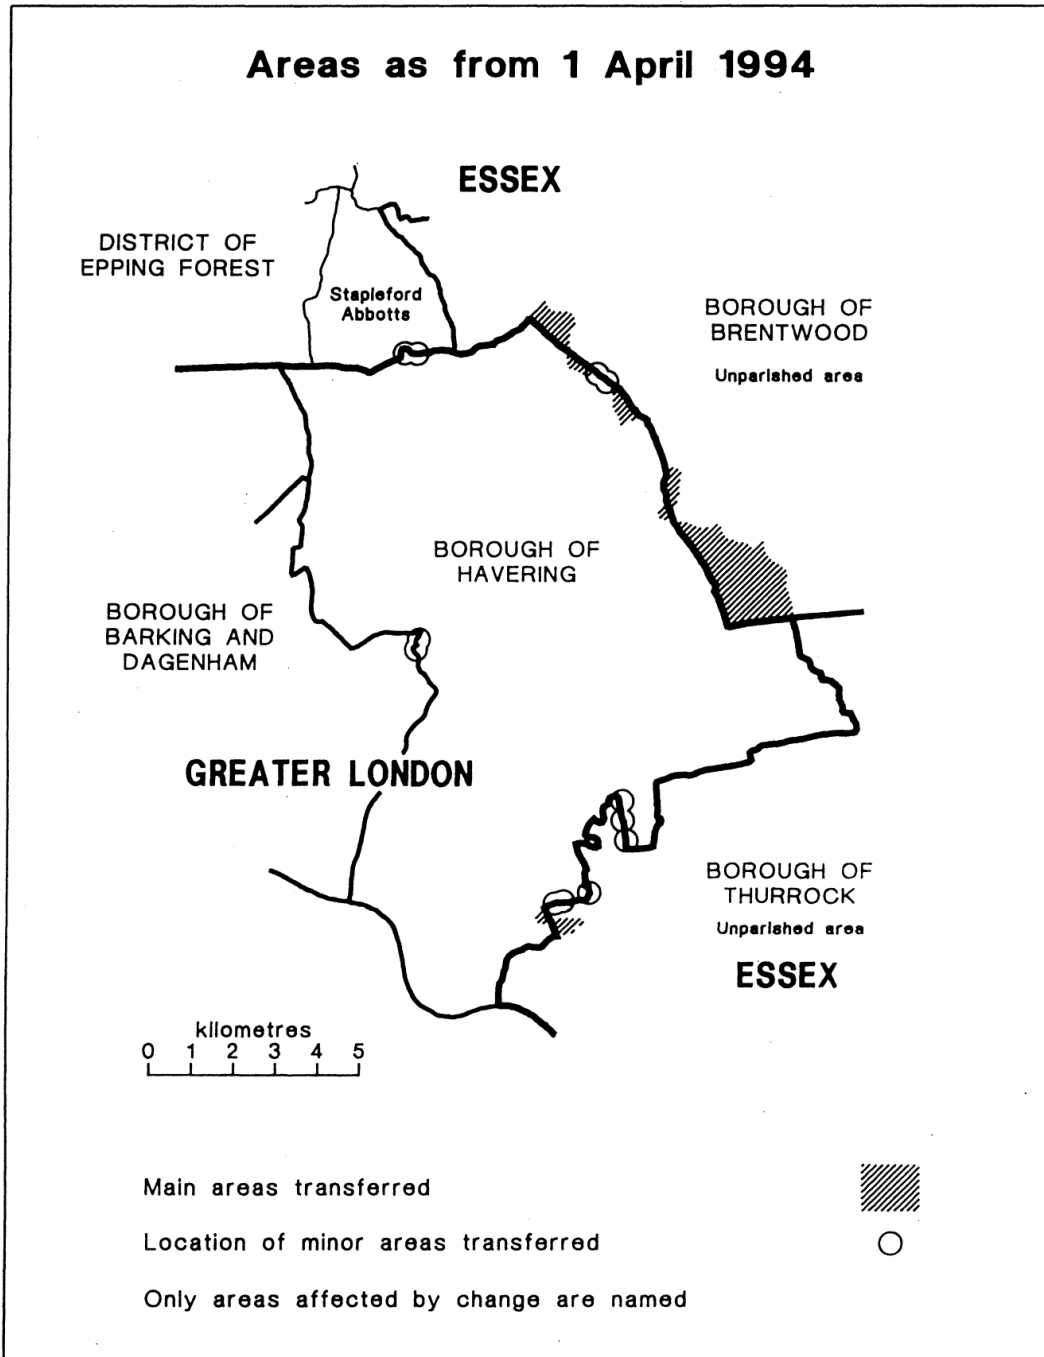 Areas as from 1 April 1994
ESSEX
DISTRICT OF
EPPING FOREST
Stapleford
Abbotts
BOROUGH OF
BRENTWOOD
Unparished area
BOROUGH OF
HAVERING
BOROUGH OF
BARKING AND
DAGENHAM
GREATER LONDON
BOROUGH OF
THURROCK
Unparished area
ESSEX
kilometres
0 1 2 3 4 5
Main areas transferred
Location of minor areas transferred
Only areas affected by change are named